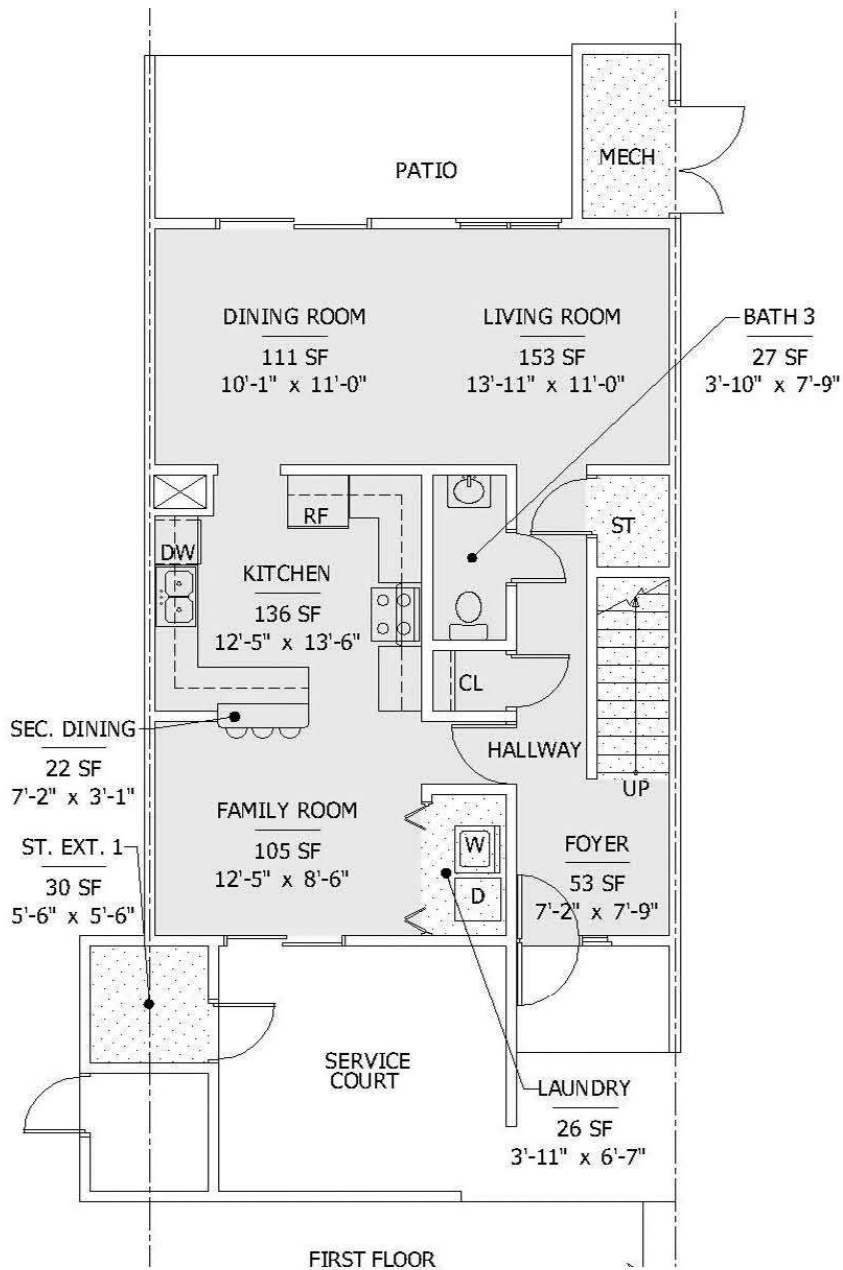 PATIO
MECH
DINING ROOM
111 SF
10'-1" x 11'-0"
LIVING ROOM
153 SF
13'-11" x 11'-0"
BATH 3
27 SF
3'-10" x 7'-9"
RF
ST
DW
KITCHEN
136 SF
12'-5" x 13'-6"
CL
SEC. DINING
22 SF
7'-2" x 3'-1"
HALLWAY
UP
FAMILY ROOM
105 SF
12'-5" x 8'-6"
ST. EXT. 1
30 SF
5'-6" x 5'-6"
W
D
FOYER
53 SF
7'-2" x 7'-9"
SERVICE
COURT
LAUNDRY
26 SF
3'-11" x 6'-7"
FIRST FLOOR